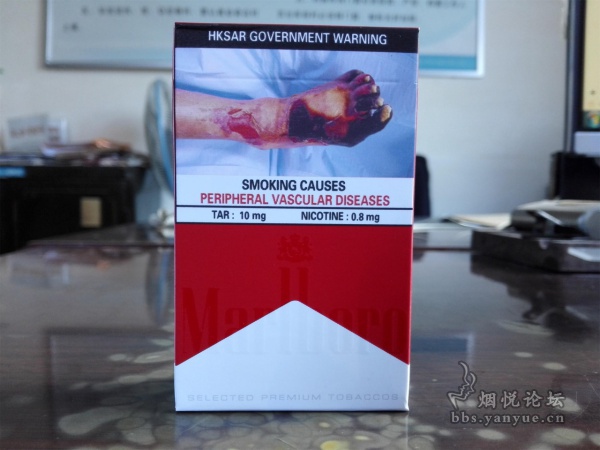 HKSAR GOVERNMENT WARNING
SMOKING CAUSES
PERIPHERAL VASCULAR DISEASES
TAR : 10 mg NICOTINE : 0.8 mg
Marlboro
SELECTED PREMIUM TOBACCOS
烟悦论坛
bbs.yanyue.cn